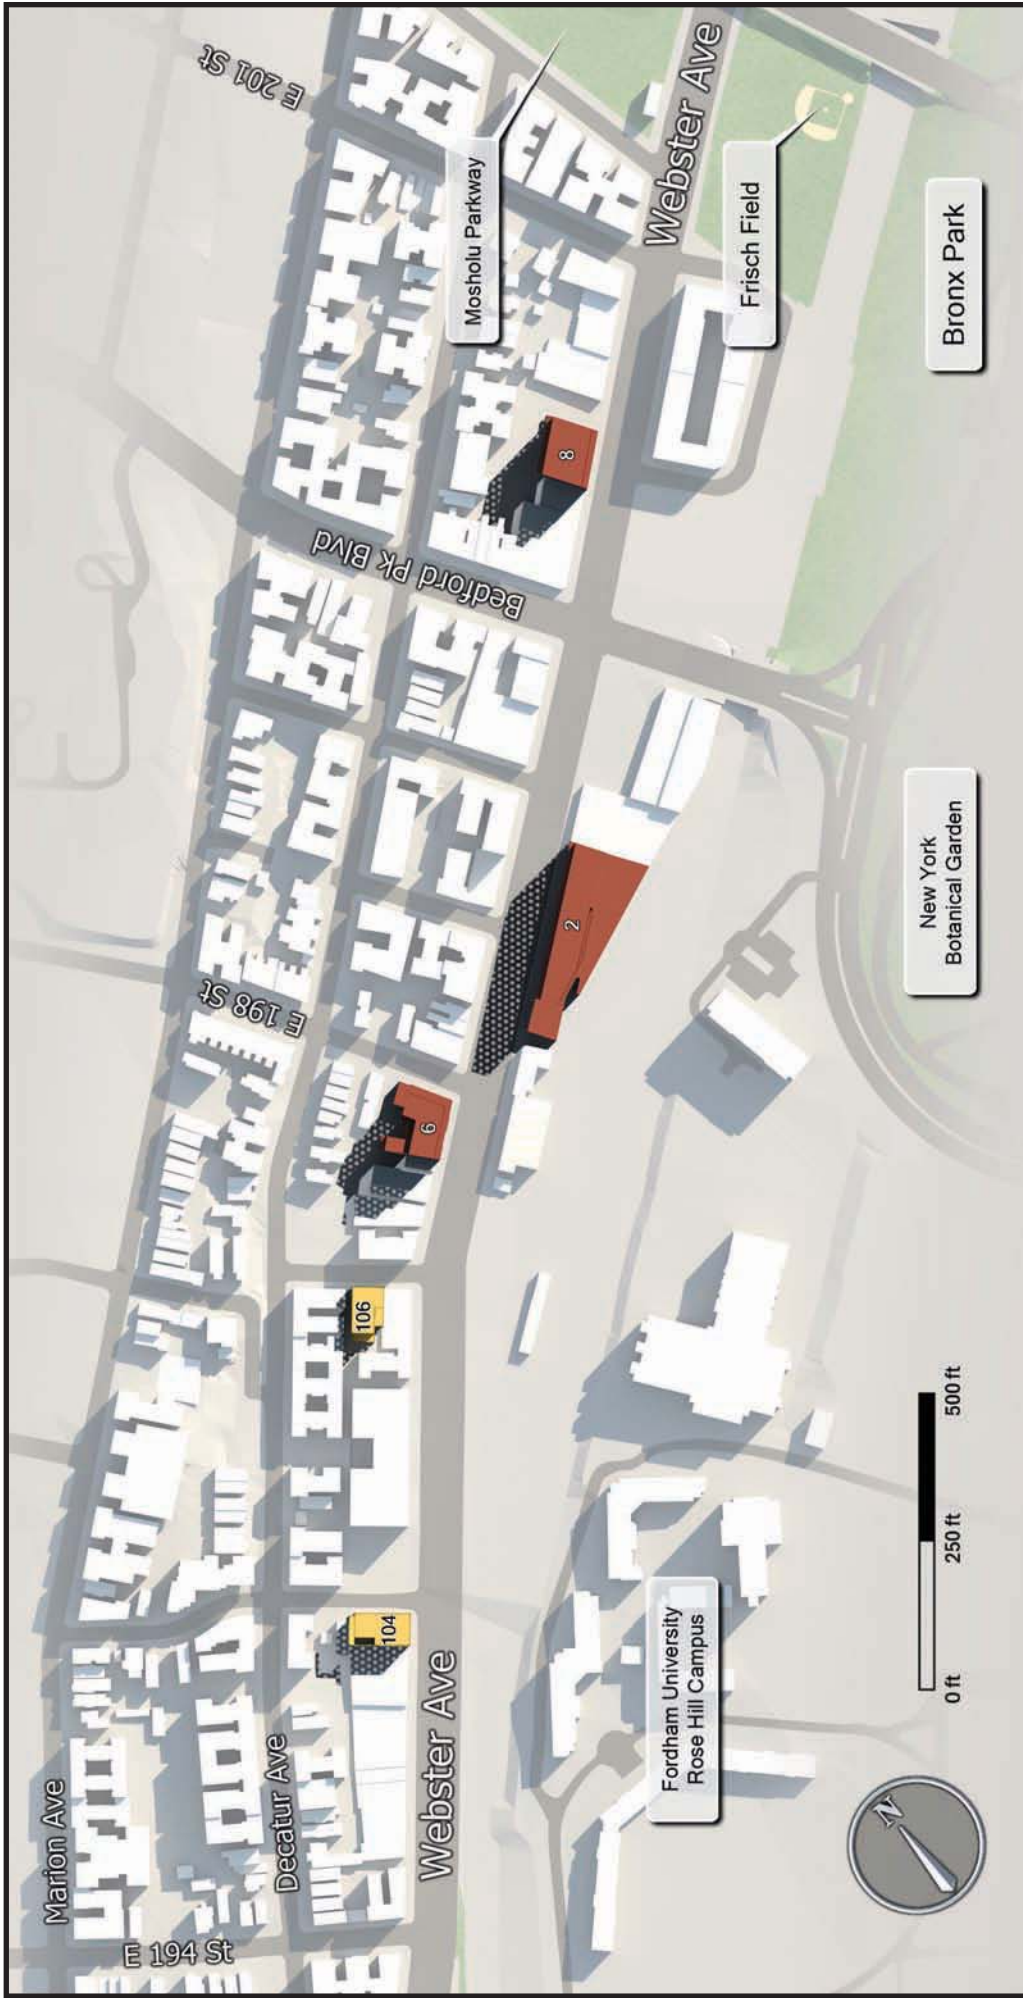 Marion Ave
Decatur Ave
E 194 St
Webster Ave
E 198 St
Bedford Pk Blvd
E 201 St
Mosholu Parkway
Webster Ave
Frisch Field
Bronx Park
New York
Botanical Garden
Fordham University
Rose Hill Campus
104
106
6
2
8
N
0 ft
250 ft
500 ft